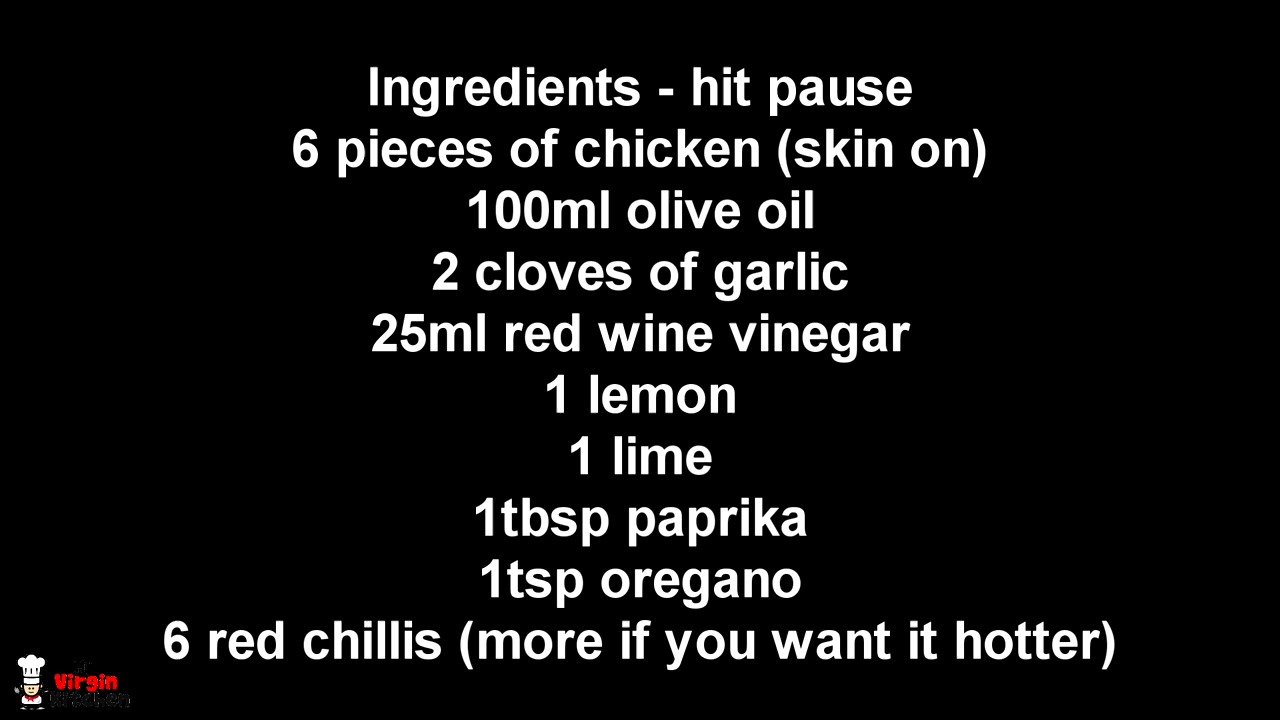 Ingredients - hit pause
6 pieces of chicken (skin on)
100ml olive oil
2 cloves of garlic
25ml red wine vinegar
1 lemon
1 lime
1tbsp paprika
1tsp oregano
6 red chillis (more if you want it hotter)
Virgin
Kitchen